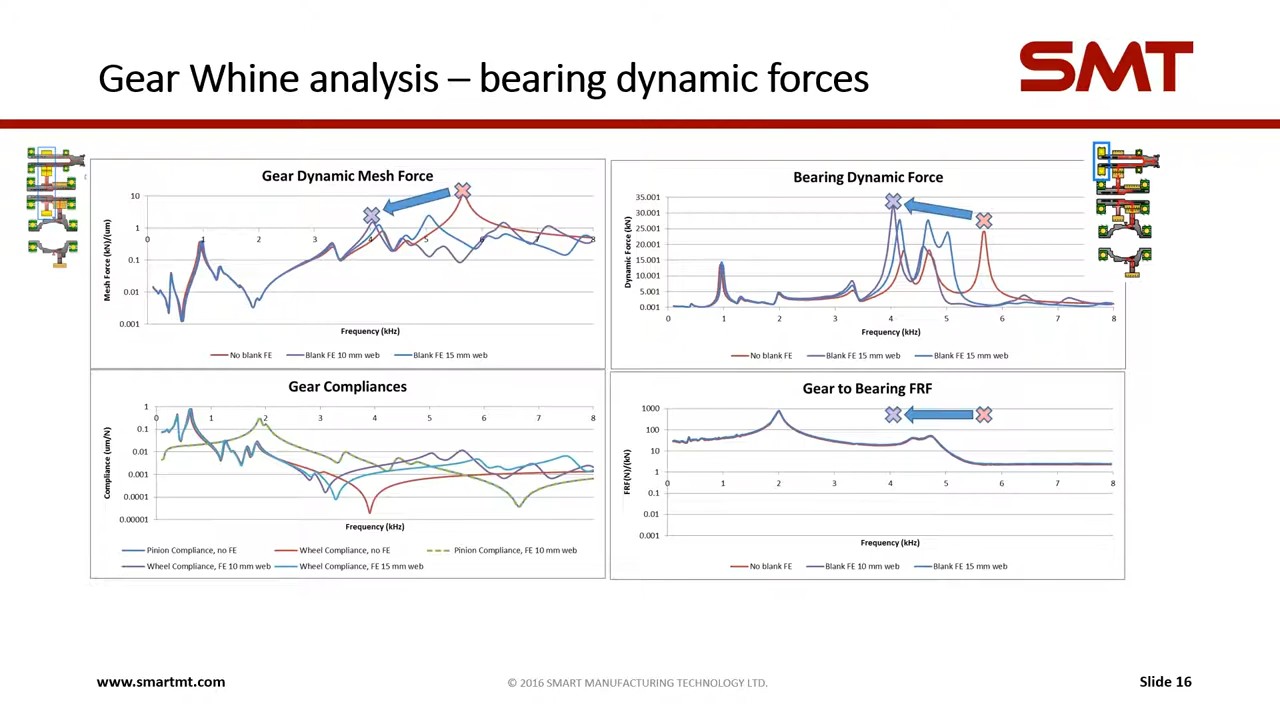 Gear Whine analysis – bearing dynamic forces
SMT
Gear Dynamic Mesh Force
10
1
0.1
0.01
0.001
0 1 2 3 4 5 6 7 8
Mesh Force (kN)/(um)
Frequency (kHz)
No blank FE Blank FE 10 mm web Blank FE 15 mm web
Bearing Dynamic Force
35.001
30.001
25.001
20.001
15.001
10.001
5.001
0.001
0 1 2 3 4 5 6 7 8
Dynamic Force (kN)
Frequency (kHz)
No blank FE Blank FE 15 mm web Blank FE 15 mm web
Gear Compliances
1
0.1
0.01
0.001
0.0001
0.00001
0 1 2 3 4 5 6 7 8
Compliance (um/N)
Frequency (kHz)
Pinion Compliance, no FE Wheel Compliance, no FE Pinion Compliance, FE 10 mm web
Wheel Compliance, FE 10 mm web Wheel Compliance, FE 15 mm web
Gear to Bearing FRF
1000
100
10
1
0.1
0.01
0.001
0 1 2 3 4 5 6 7 8
FRF(N)/(kN)
Frequency (kHz)
No blank FE Blank FE 10 mm web Blank FE 15 mm web
www.smartmt.com
© 2016 SMART MANUFACTURING TECHNOLOGY LTD.
Slide 16